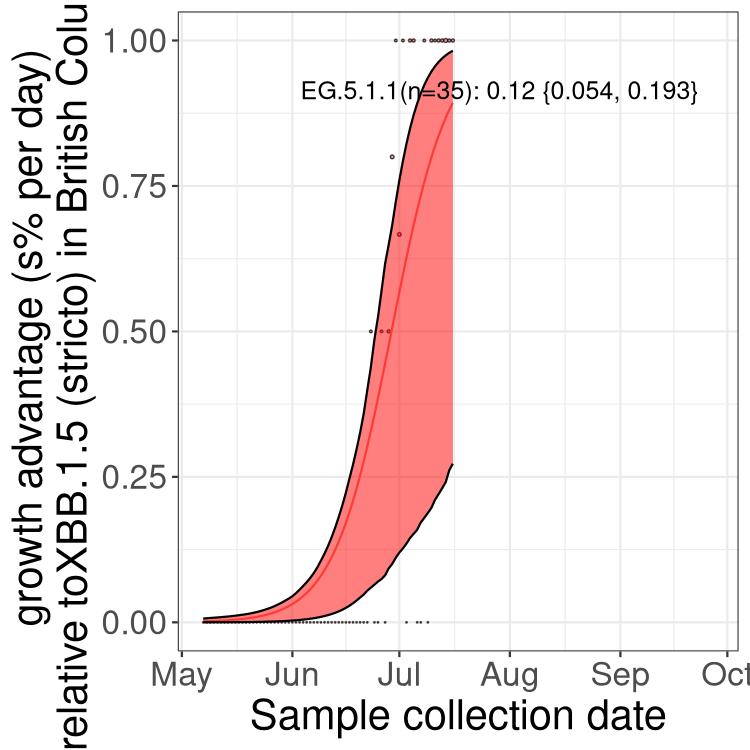 growth advantage (s% per day)
relative toXBB.1.5 (stricto) in British Colu
1.00
0.75
0.50
0.25
0.00
EG.5.1.1(n=35): 0.12 {0.054, 0.193}
May Jun Jul Aug Sep Oct
Sample collection date